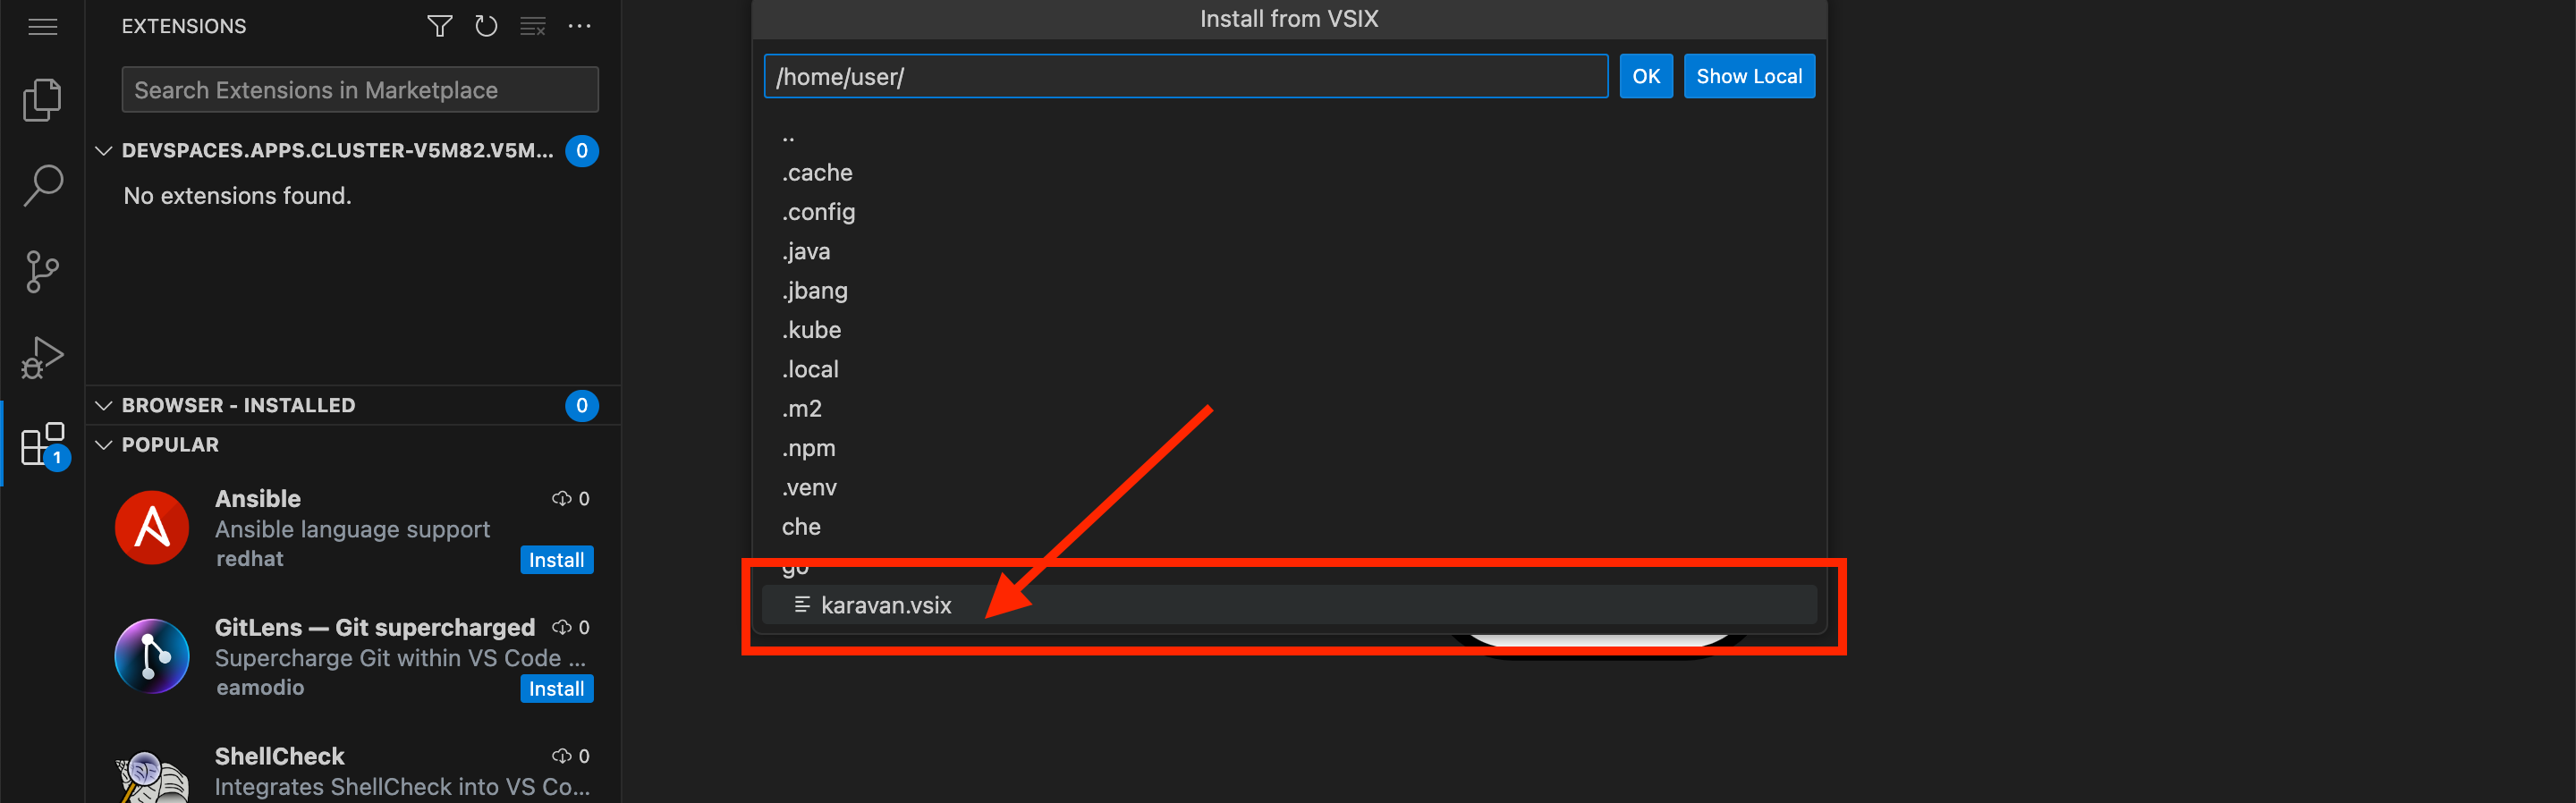 EXTENSIONS
Search Extensions in Marketplace
DEVSPACES.APPS.CLUSTER-V5M82.V5M... 0
No extensions found.
BROWSER - INSTALLED 0
POPULAR
1
Ansible 0
Ansible language support
redhat
Install
GitLens — Git supercharged 0
Supercharge Git within VS Code ...
eamodio
Install
ShellCheck 0
Integrates ShellCheck into VS Co...
Install from VSIX
/home/user/
OK
Show Local
..
.cache
.config
.java
.jbang
.kube
.local
.m2
.npm
.venv
che
go
karavan.vsix